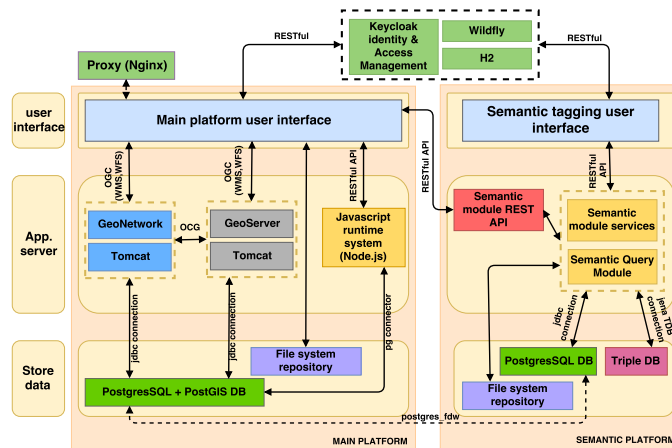 RESTful
Keycloak
identity &
Access
Management
Wildfly
H2
RESTful
Proxy (Nginx)
user
interface
Main platform user interface
Semantic tagging user
interface
OGC
(WMS,WFS)
OGC
(WMS,WFS)
RESTful API
RESTful API
RESTful
API
App.
server
GeoNetwork
Tomcat
OCG
GeoServer
Tomcat
Javascript
runtime
system
(Node.js)
Semantic
module REST
API
Semantic
module services
Semantic Query
Module
jdbc connection
jdbc connection
pg connector
jdbc
connection
jena TDB
connection
Store
data
File system
repository
PostgresSQL + PostGIS DB
PostgresSQL DB
Triple DB
File system
repository
postgres_fdw
MAIN PLATFORM
SEMANTIC PLATFORM